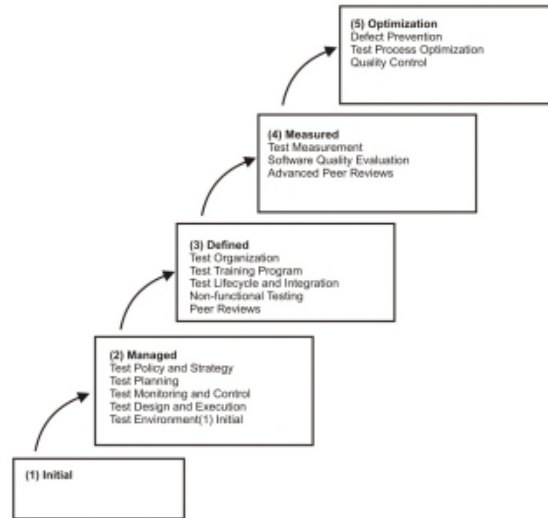 (5) Optimization
Defect Prevention
Test Process Optimization
Quality Control
(4) Measured
Test Measurement
Software Quality Evaluation
Advanced Peer Reviews
(3) Defined
Test Organization
Test Training Program
Test Lifecycle and Integration
Non-functional Testing
Peer Reviews
(2) Managed
Test Policy and Strategy
Test Planning
Test Monitoring and Control
Test Design and Execution
Test Environment(1) Initial
(1) Initial